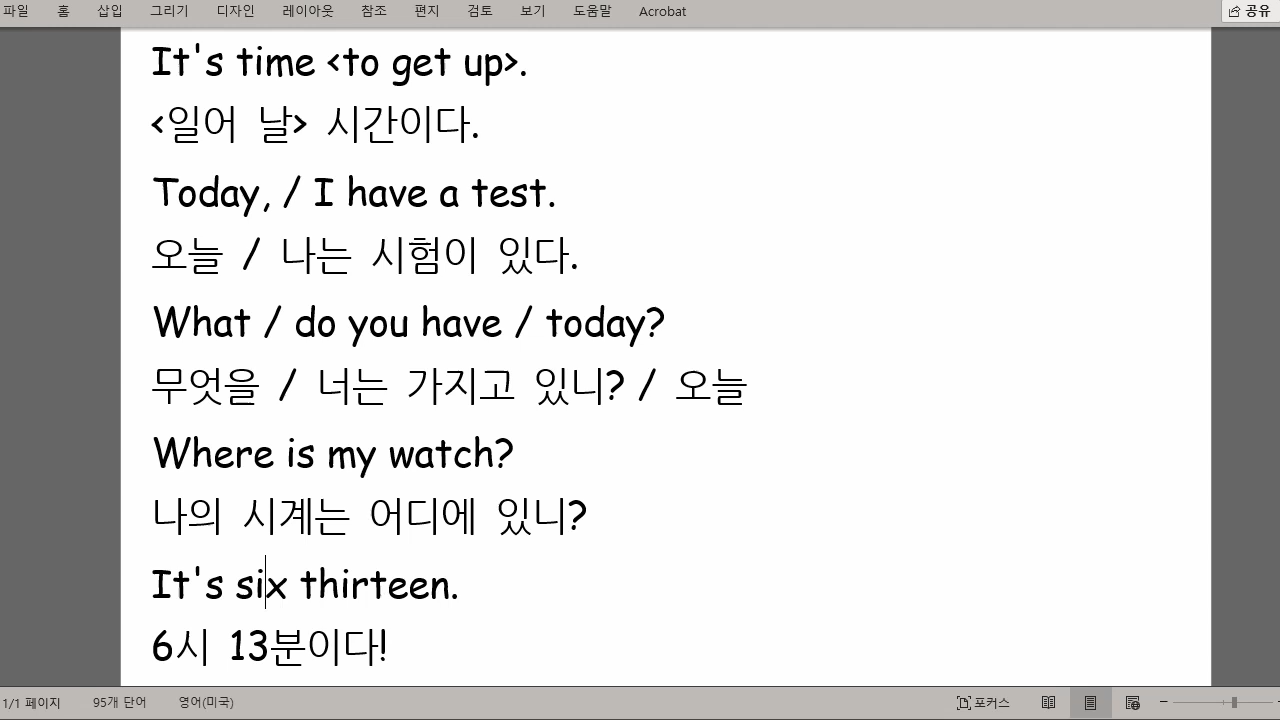 파일 홈 삽입 그리기 디자인 레이아웃 참조 편지 검토 보기 도움말 Acrobat 공유
It's time <to get up>.
<일어 날> 시간이다.
Today, / I have a test.
오늘 / 나는 시험이 있다.
What / do you have / today?
무엇을 / 너는 가지고 있니? / 오늘
Where is my watch?
나의 시계는 어디에 있니?
It's six thirteen.
6시 13분이다!
1/1 페이지 95개 단어 영어(미국) 포커스